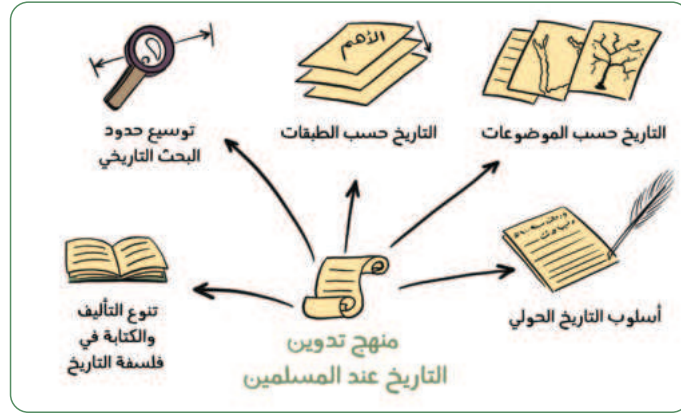 الأهم
التاريخ حسب الموضوعات
التاريخ حسب الطبقات
توسيع حدود
البحث التاريخي
أسلوب التاريخ الحولي
تنوع التأليف
والكتابة في
فلسفة التاريخ
منهج تدوين
التاريخ عند المسلمين